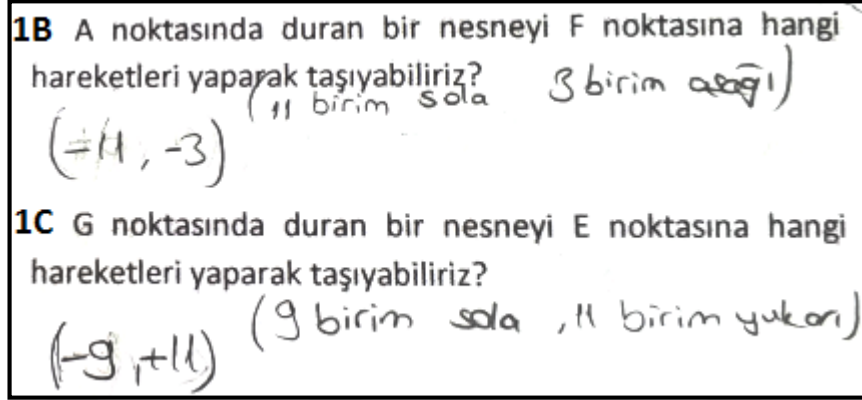 1B A noktasında duran bir nesneyi F noktasına hangi
hareketleri yaparak taşıyabiliriz?
(11 birim sola 3 birim aşağı)
(-11, -3)
1C G noktasında duran bir nesneyi E noktasına hangi
hareketleri yaparak taşıyabiliriz?
(9 birim sola, 11 birim yukarı)
(-9, +11)